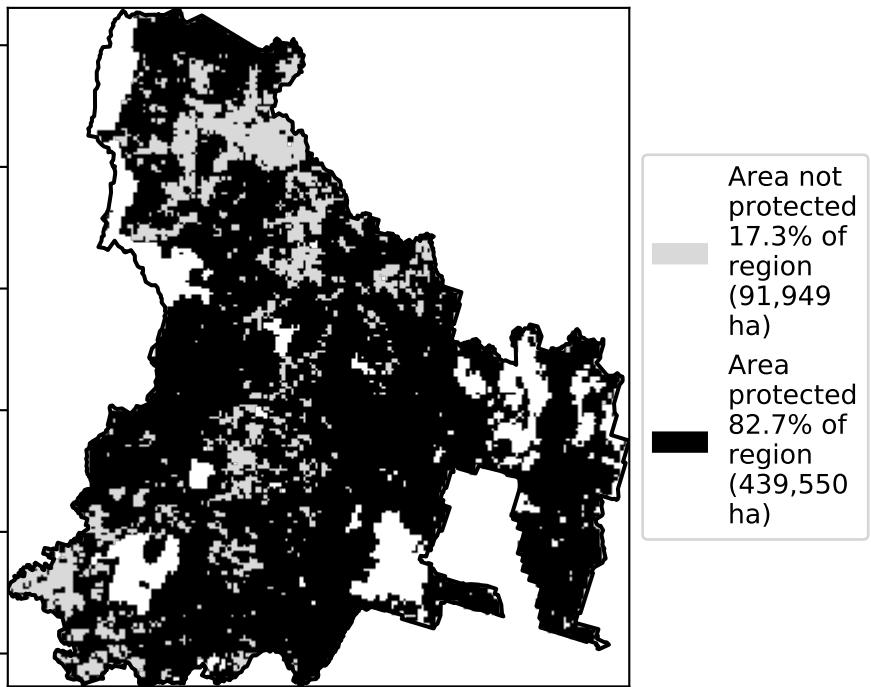 Area not
protected
17.3% of
region
(91,949
ha)
Area
protected
82.7% of
region
(439,550
ha)